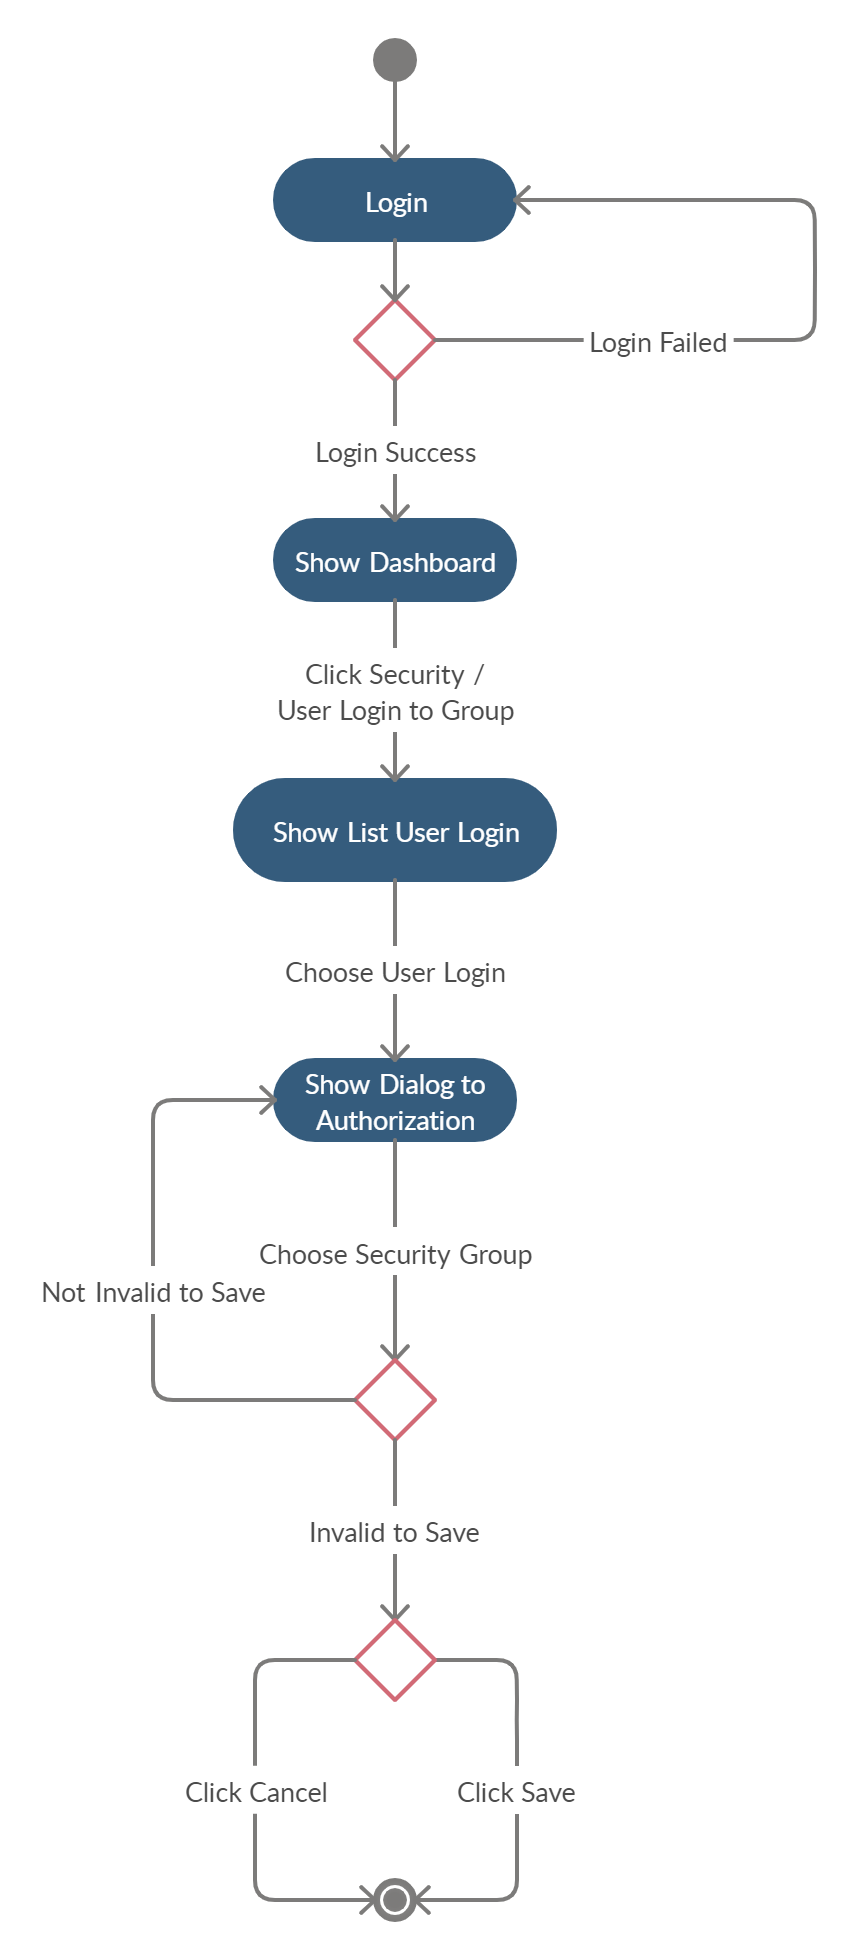 Login
Login Failed
Login Success
Show Dashboard
Click Security /
User Login to Group
Show List User Login
Choose User Login
Show Dialog to
Authorization
Choose Security Group
Not Invalid to Save
Invalid to Save
Click Cancel
Click Save